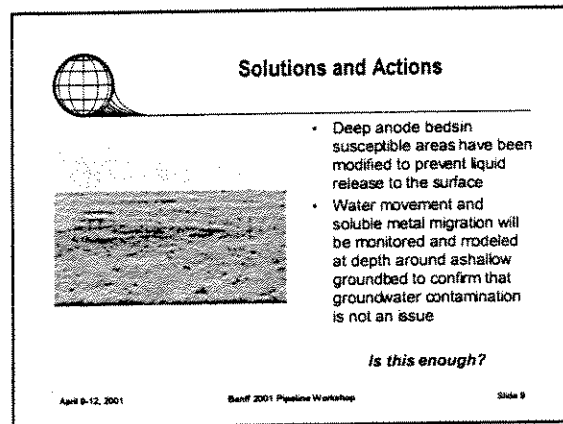 Solutions and Actions
• Deep anode bedsin
susceptible areas have been
modified to prevent liquid
release to the surface
• Water movement and
soluble metal migration will
be monitored and modeled
at depth around ashallow
groundbed to confirm that
groundwater contamination
is not an issue
Is this enough?
April 9-12, 2001
Banff 2001 Pipeline Workshop
Slide 9